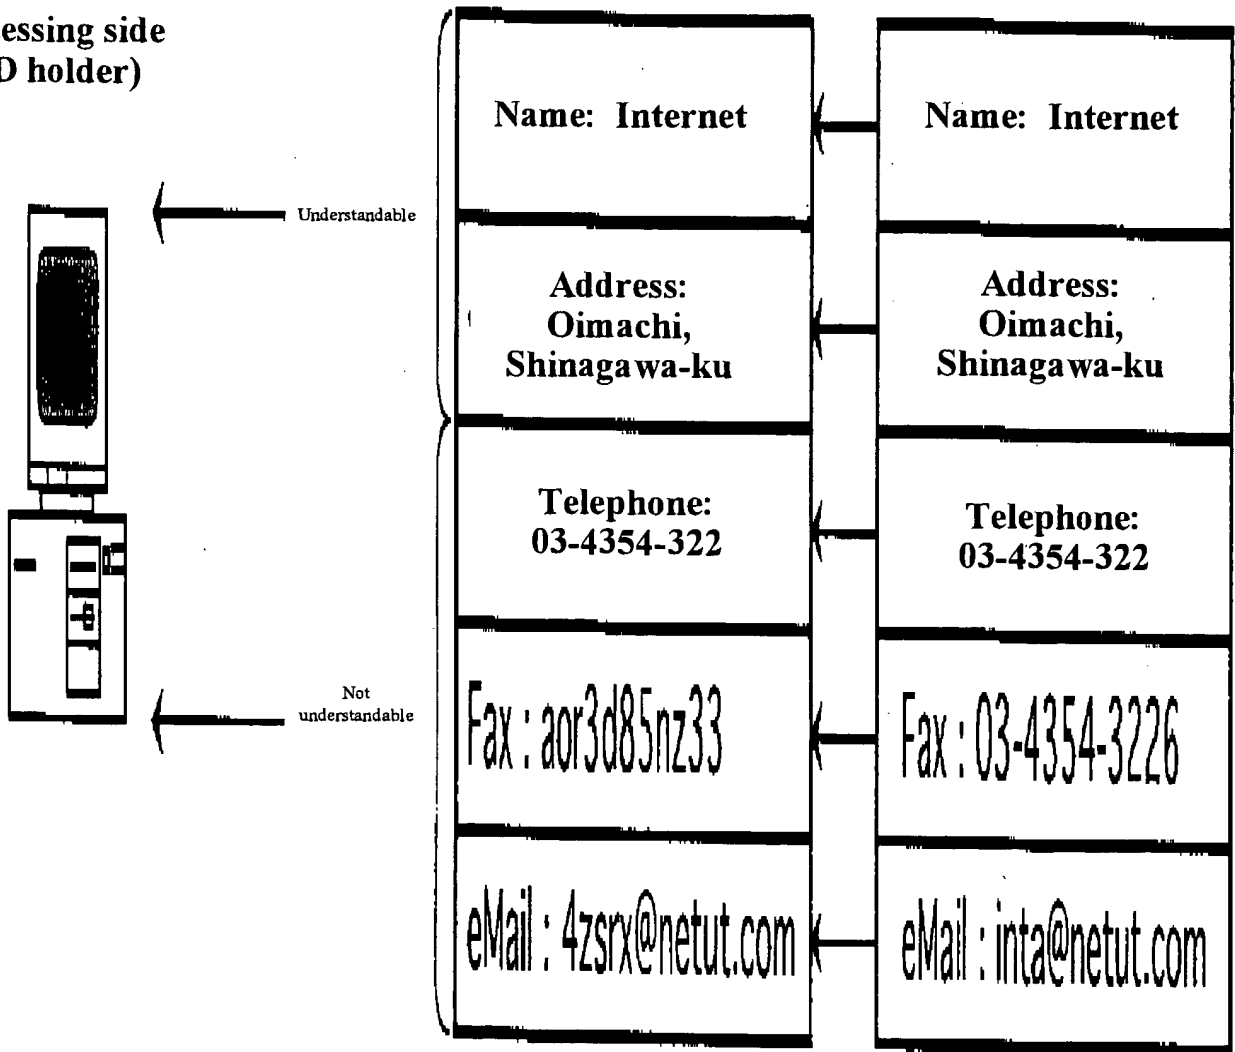 essing side
D holder)
Understandable
Not
understandable
Name: Internet
Address:
Oimachi,
Shinagawa-ku
Telephone:
03-4354-322
Fax : aor3d85nz33
eMail : 4zsrx@netut.com
Name: Internet
Address:
Oimachi,
Shinagawa-ku
Telephone:
03-4354-322
Fax : 03-4354-3226
eMail : inta@netut.com